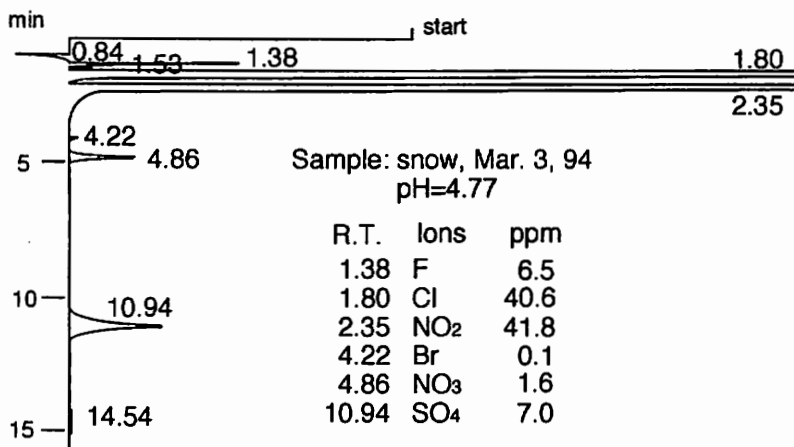 min
start
0.84
1.38
1.53
1.80
2.35
4.22
4.86
5
Sample: snow, Mar. 3, 94
pH=4.77
R.T. Ions ppm
1.38 F 6.5
1.80 Cl 40.6
2.35 NO₂ 41.8
4.22 Br 0.1
4.86 NO₃ 1.6
10.94 SO₄ 7.0
10
10.94
14.54
15